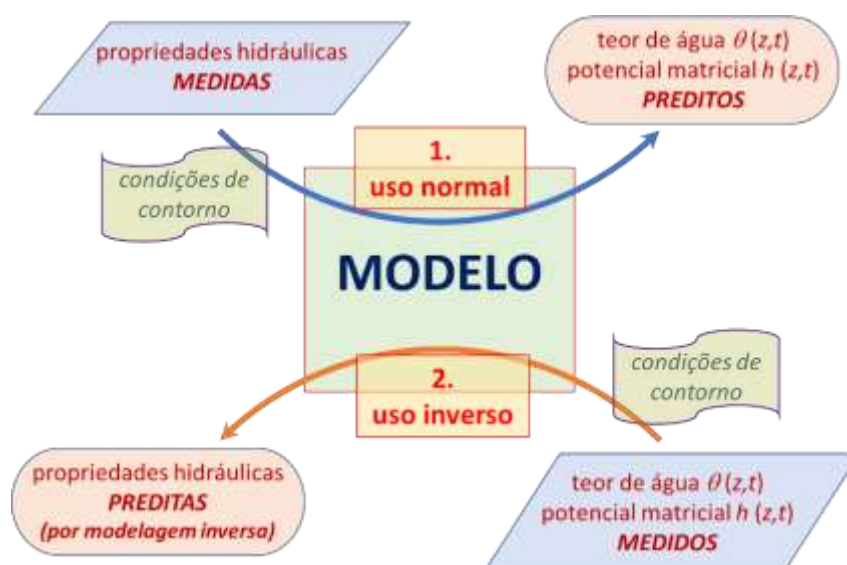 propriedades hidráulicas
MEDIDAS
teor de água θ (z,t)
potencial matricial h (z,t)
PREDITOS
condições de
contorno
1.
uso normal
MODELO
2.
uso inverso
condições de
contorno
propriedades hidráulicas
PREDITAS
(por modelagem inversa)
teor de água θ (z,t)
potencial matricial h (z,t)
MEDIDOS